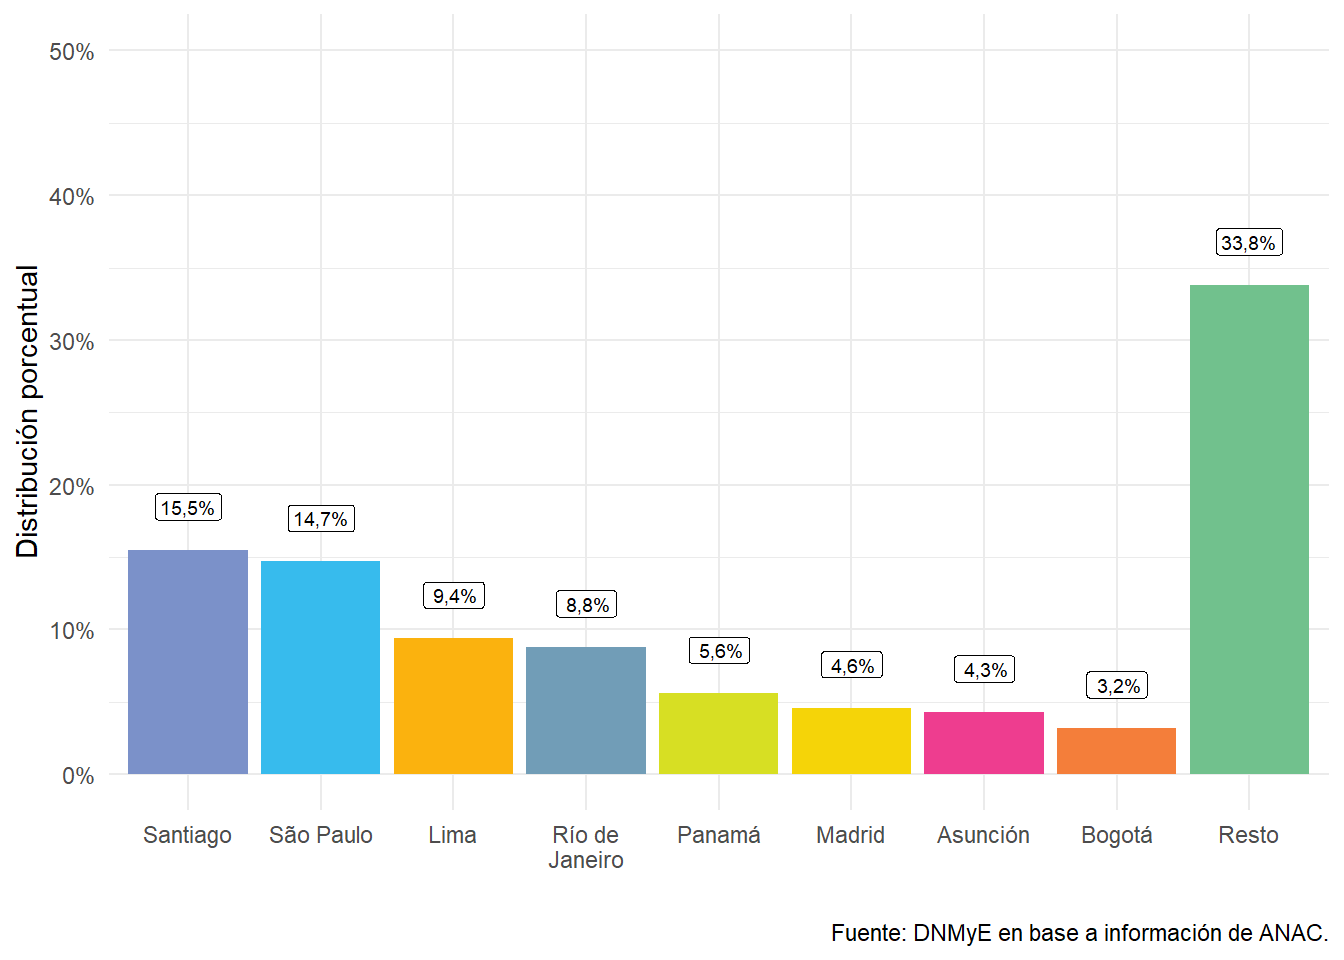 50%
40%
30%
20%
10%
0%
Distribución porcentual
15,5%
14,7%
9,4%
8,8%
5,6%
4,6%
4,3%
3,2%
33,8%
Santiago
São Paulo
Lima
Río de
Janeiro
Panamá
Madrid
Asunción
Bogotá
Resto
Fuente: DNMyE en base a información de ANAC.